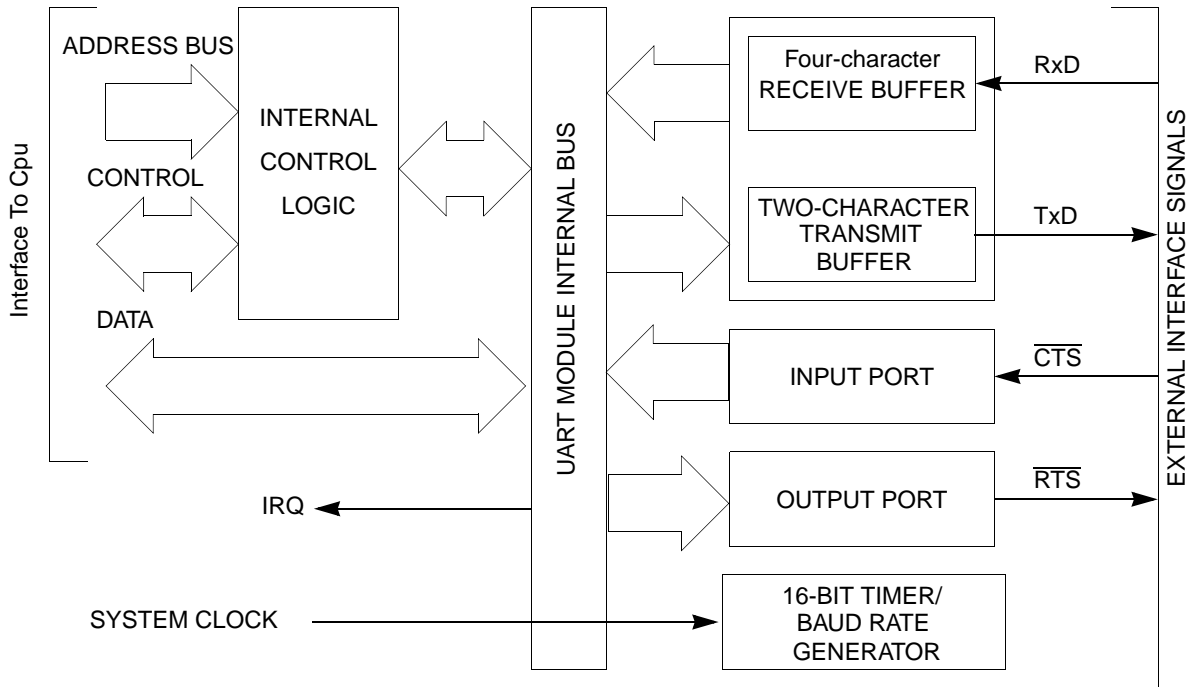 Interface To Cpu
ADDRESS BUS
CONTROL
DATA
INTERNAL
CONTROL
LOGIC
IRQ
SYSTEM CLOCK
UART MODULE INTERNAL BUS
Four-character
RECEIVE BUFFER
TWO-CHARACTER
TRANSMIT
BUFFER
INPUT PORT
OUTPUT PORT
16-BIT TIMER/
BAUD RATE
GENERATOR
RxD
TxD
C̅T̅S̅
R̅T̅S̅
EXTERNAL INTERFACE SIGNALS